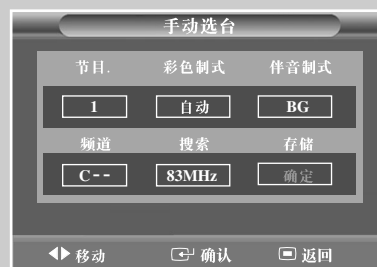 手动选台
节目. 彩色制式 伴音制式
1 自动 BG
频道 搜索 存储
C-- 83MHz 确定
移动 确认 返回